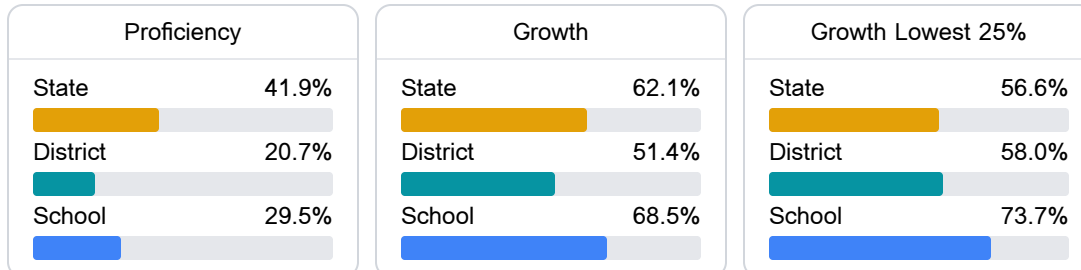 Proficiency
State 41.9%
District 20.7%
School 29.5%
Growth
State 62.1%
District 51.4%
School 68.5%
Growth Lowest 25%
State 56.6%
District 58.0%
School 73.7%